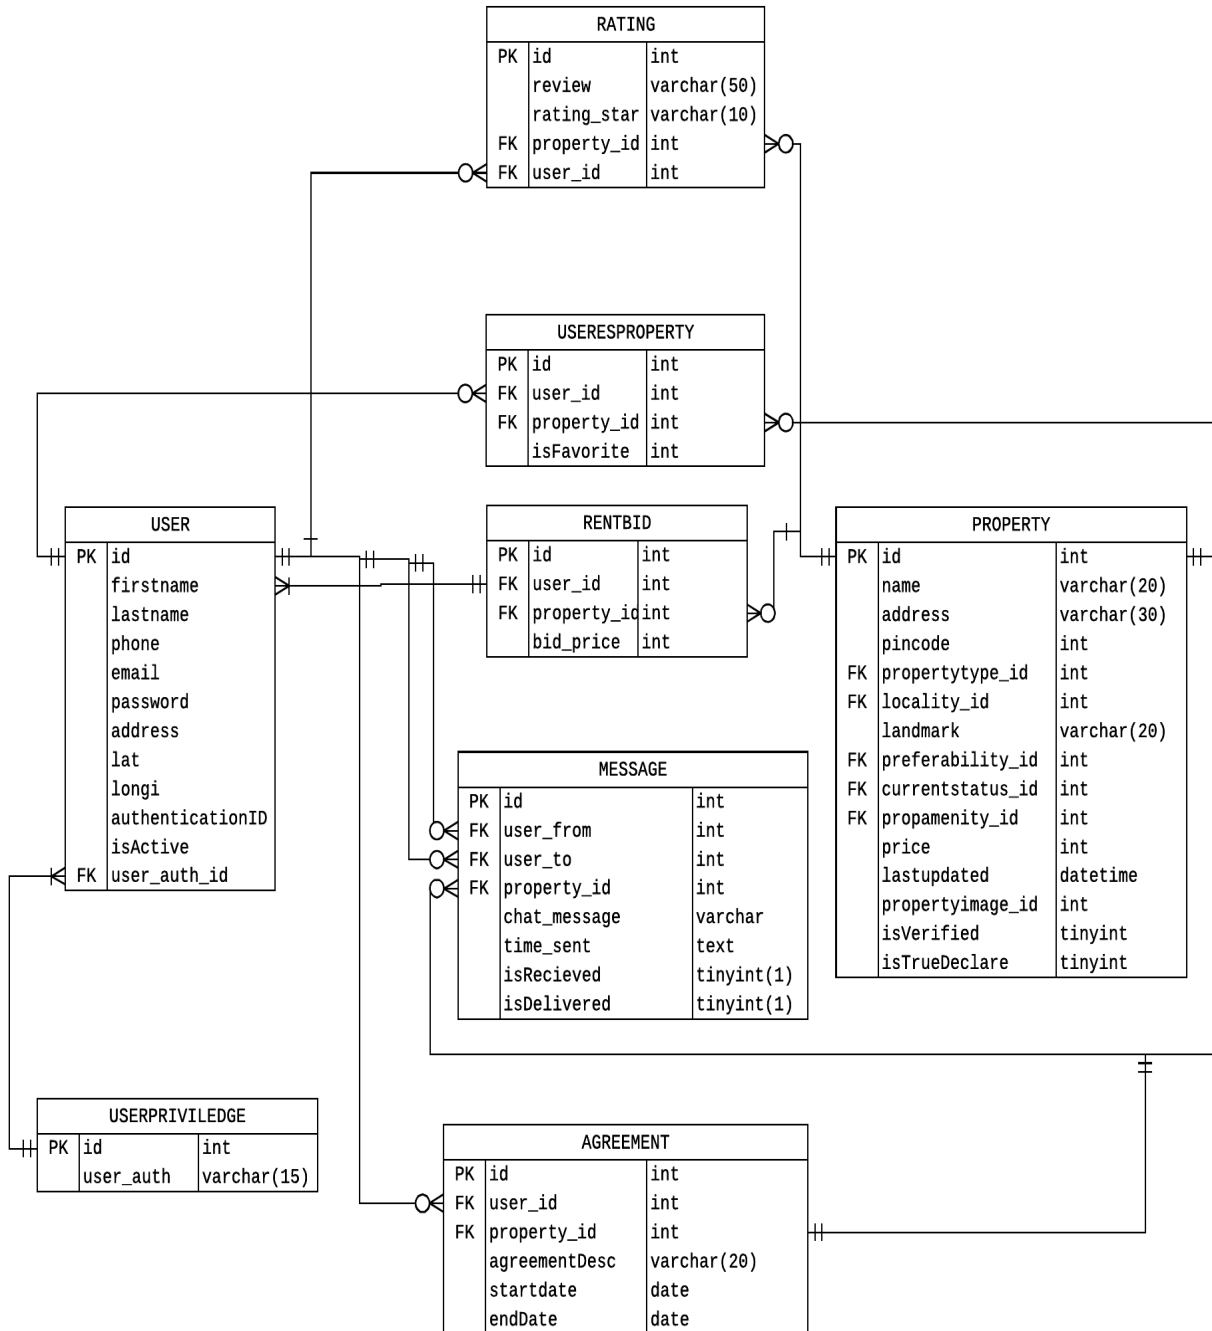 RATING
PK id int
review varchar(50)
rating_star varchar(10)
FK property_id int
FK user_id int
USERESPROPERTY
PK id int
FK user_id int
FK property_id int
isFavorite int
USER
PK id
firstname
lastname
phone
email
password
address
lat
longi
authenticationID
isActive
FK user_auth_id
RENTBID
PK id int
FK user_id int
FK property_id int
bid_price int
PROPERTY
PK id int
name varchar(20)
address varchar(30)
pincode int
FK propertytype_id int
FK locality_id int
landmark varchar(20)
FK preferability_id int
FK currentstatus_id int
FK propamenity_id int
price int
lastupdated datetime
propertyimage_id int
isVerified tinyint
isTrueDeclare tinyint
MESSAGE
PK id int
FK user_from int
FK user_to int
FK property_id int
chat_message varchar
time_sent text
isRecieved tinyint(1)
isDelivered tinyint(1)
USERPRIVILEDGE
PK id int
user_auth varchar(15)
AGREEMENT
PK id int
FK user_id int
FK property_id int
agreementDesc varchar(20)
startdate date
endDate date